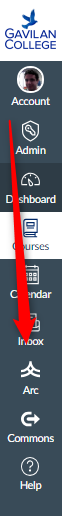 GAVILAN
COLLEGE
Account
Admin
Dashboard
Courses
Calendar
Inbox
Arc
Commons
Help